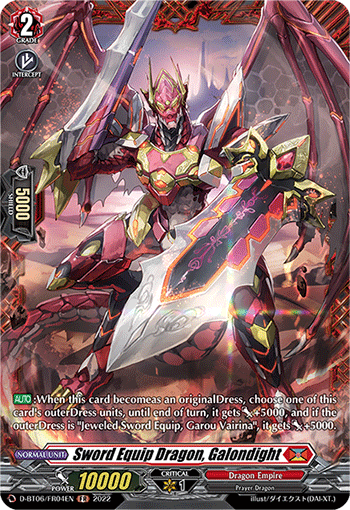 2
GRADE
INTERCEPT
5000
SHIELD
AUTO :When this card becomeas an originalDress, choose one of this
card's outerDress units, until end of turn, it gets +5000, and if the
outerDress is "Jeweled Sword Equip, Garou Vairina", it gets +5000.
NORMAL UNIT Sword Equip Dragon, Galondight
POWER 10000 CRITICAL 1 Dragon Empire
Prayer Dragon
D-BT06/FR04EN FR 2022 illust/ダイエクスト(DAI-XT.)